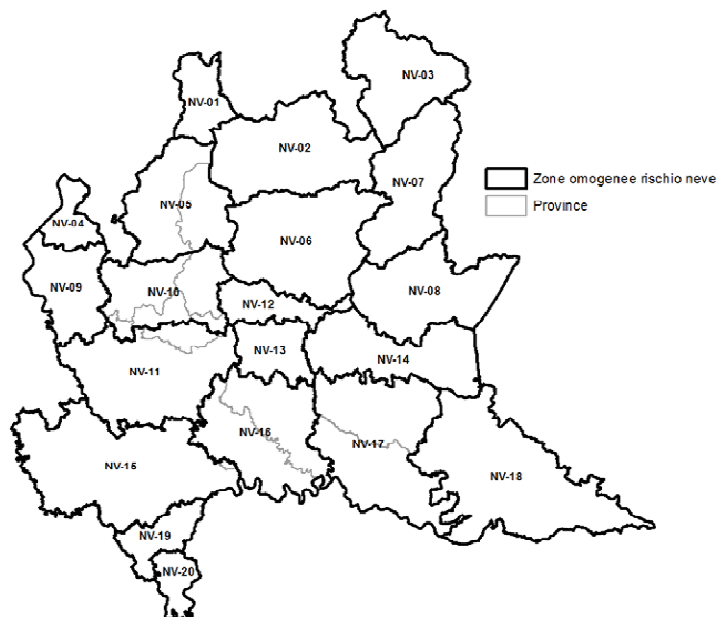 NV-03
NV-01
NV-02
Zone omogenee rischio neve
NV-07
NV-05
Province
NV-04
NV-06
NV-09
NV-10
NV-08
NV-12
NV-13
NV-14
NV-11
NV-16
NV-17
NV-15
NV-18
NV-19
NV-20